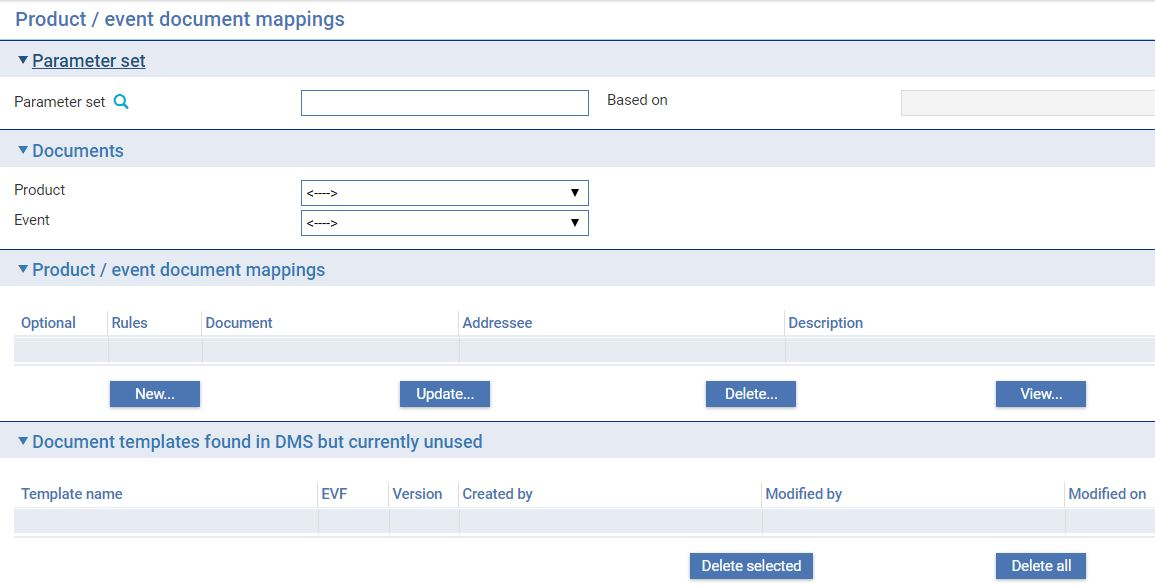 Product / event document mappings
Parameter set
Parameter set Based on
Documents
Product <---->
Event <---->
Product / event document mappings
Optional Rules Document Addressee Description
New... Update... Delete... View...
Document templates found in DMS but currently unused
Template name EVF Version Created by Modified by Modified on
Delete selected Delete all